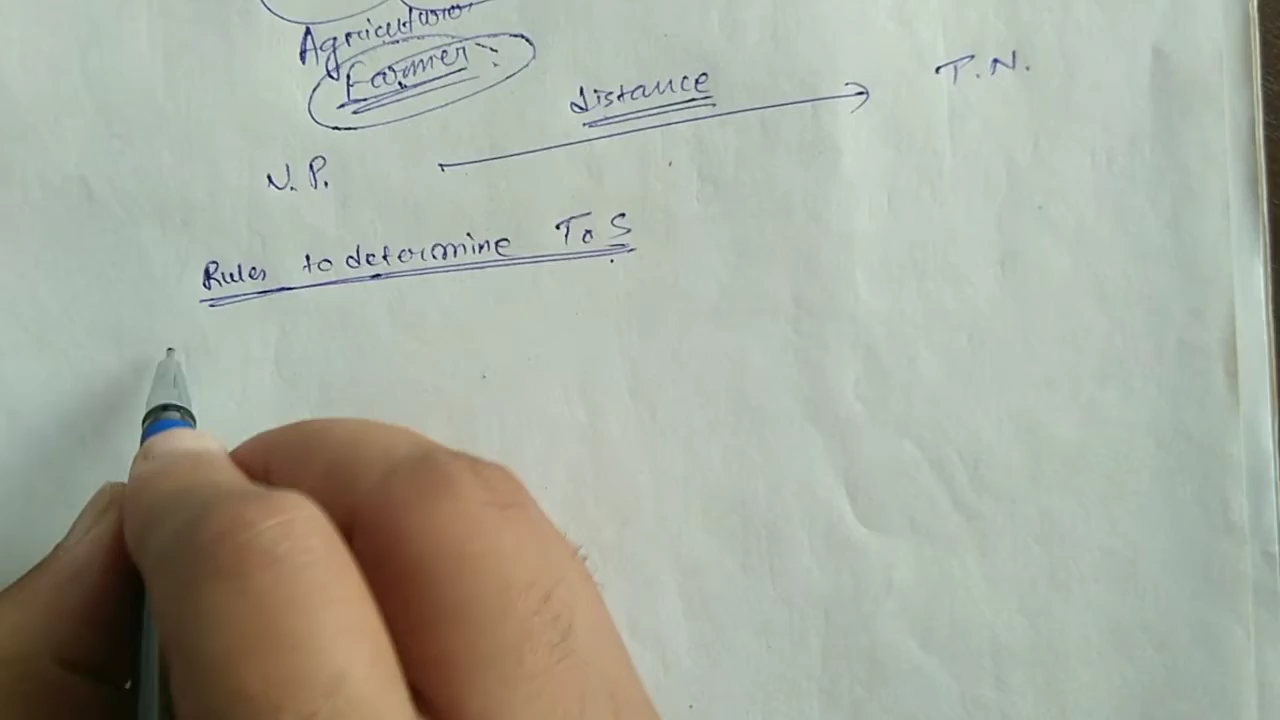 Agriculture
Farmer
distance
T.N.
N.P.
Rules to determine ToS